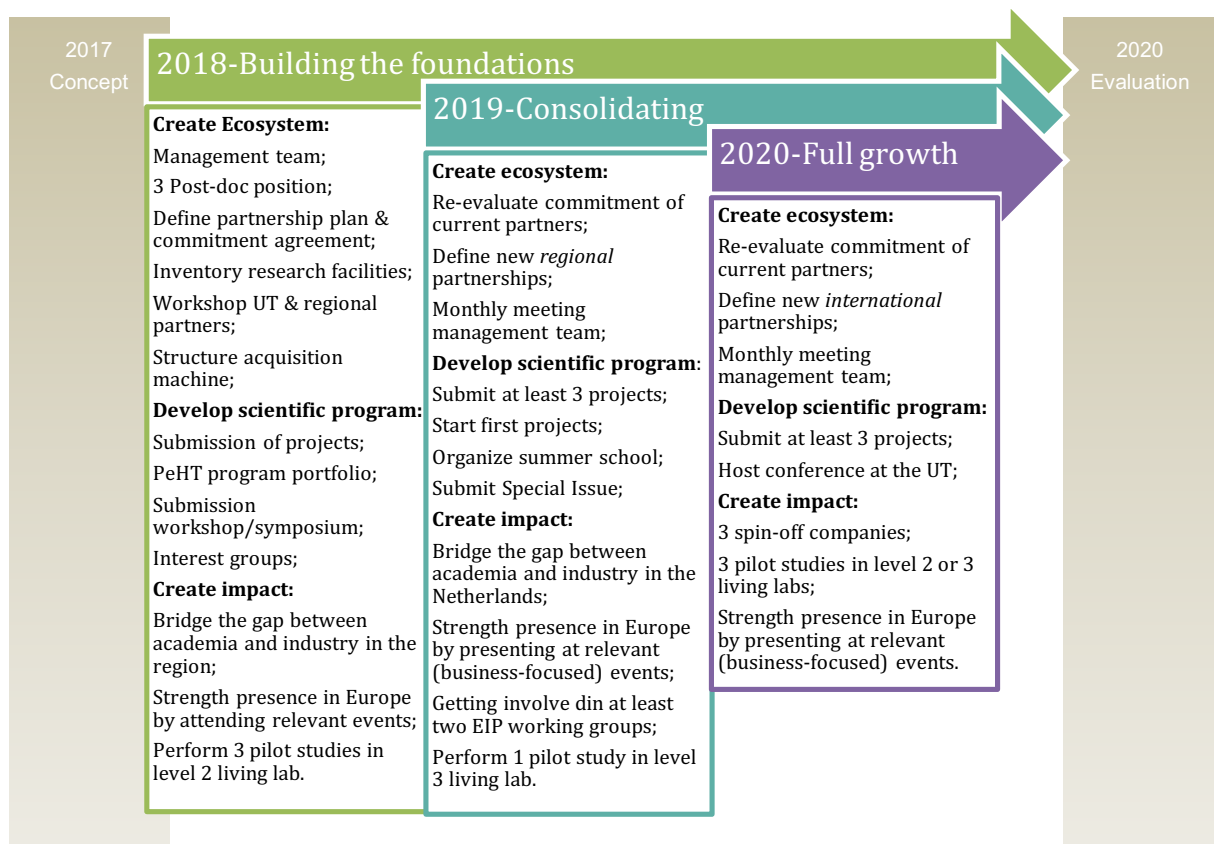 2017
Concept
2018-Building the foundations
Create Ecosystem:
Management team;
3 Post-doc position;
Define partnership plan &
commitment agreement;
Inventory research facilities;
Workshop UT & regional
partners;
Structure acquisition
machine;
Develop scientific program:
Submission of projects;
PeHT program portfolio;
Submission
workshop/symposium;
Interest groups;
Create impact:
Bridge the gap between
academia and industry in the
region;
Strength presence in Europe
by attending relevant events;
Perform 3 pilot studies in
level 2 living lab.
2019-Consolidating
Create ecosystem:
Re-evaluate commitment of
current partners;
Define new regional
partnerships;
Monthly meeting
management team;
Develop scientific program:
Submit at least 3 projects;
Start first projects;
Organize summer school;
Submit Special Issue;
Create impact:
Bridge the gap between
academia and industry in the
Netherlands;
Strength presence in Europe
by presenting at relevant
(business-focused) events;
Getting involve din at least
two EIP working groups;
Perform 1 pilot study in level
3 living lab.
2020-Full growth
Create ecosystem:
Re-evaluate commitment of
current partners;
Define new international
partnerships;
Monthly meeting
management team;
Develop scientific program:
Submit at least 3 projects;
Host conference at the UT;
Create impact:
3 spin-off companies;
3 pilot studies in level 2 or 3
living labs;
Strength presence in Europe
by presenting at relevant
(business-focused) events.
2020
Evaluation